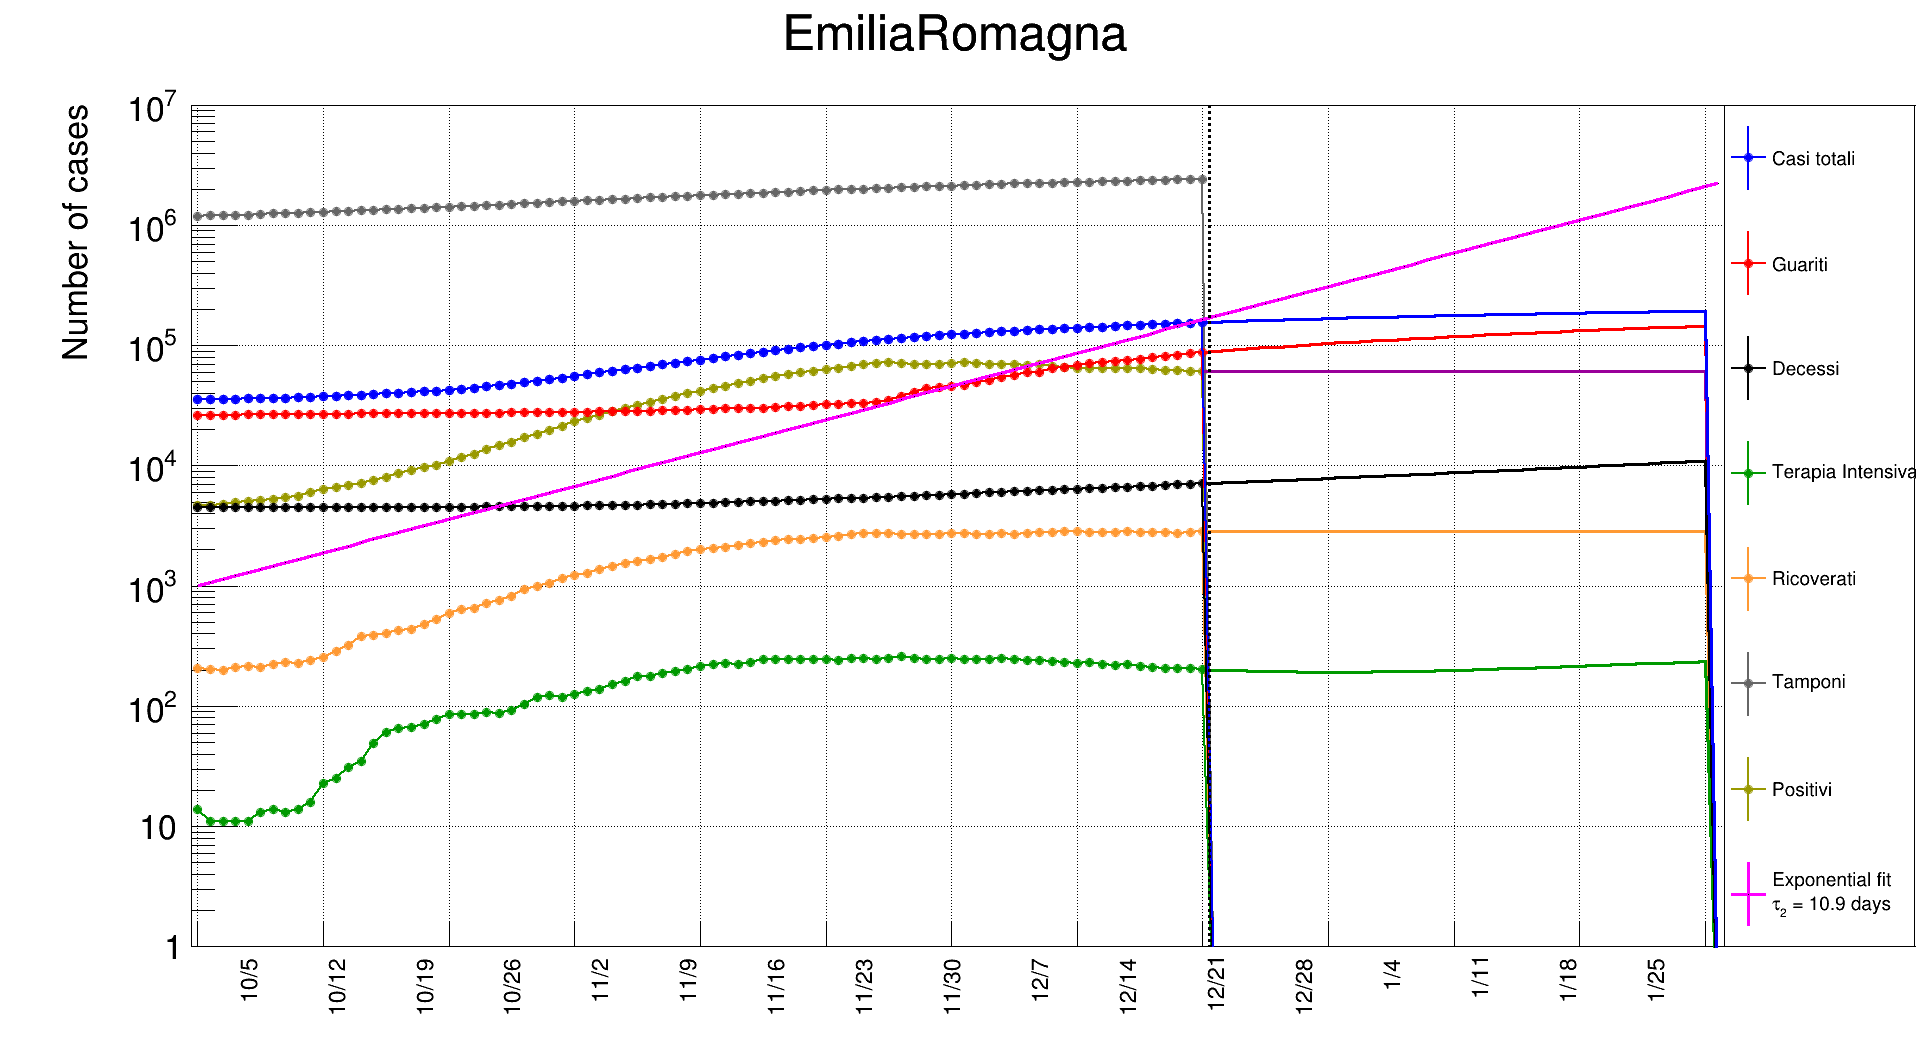 EmiliaRomagna
Number of cases
10^7
10^6
10^5
10^4
10^3
10^2
10
1
10/5
10/12
10/19
10/26
11/2
11/9
11/16
11/23
11/30
12/7
12/14
12/21
12/28
1/4
1/11
1/18
1/25
Casi totali
Guariti
Decessi
Terapia Intensiva
Ricoverati
Tamponi
Positivi
Exponential fit
τ₂ = 10.9 days